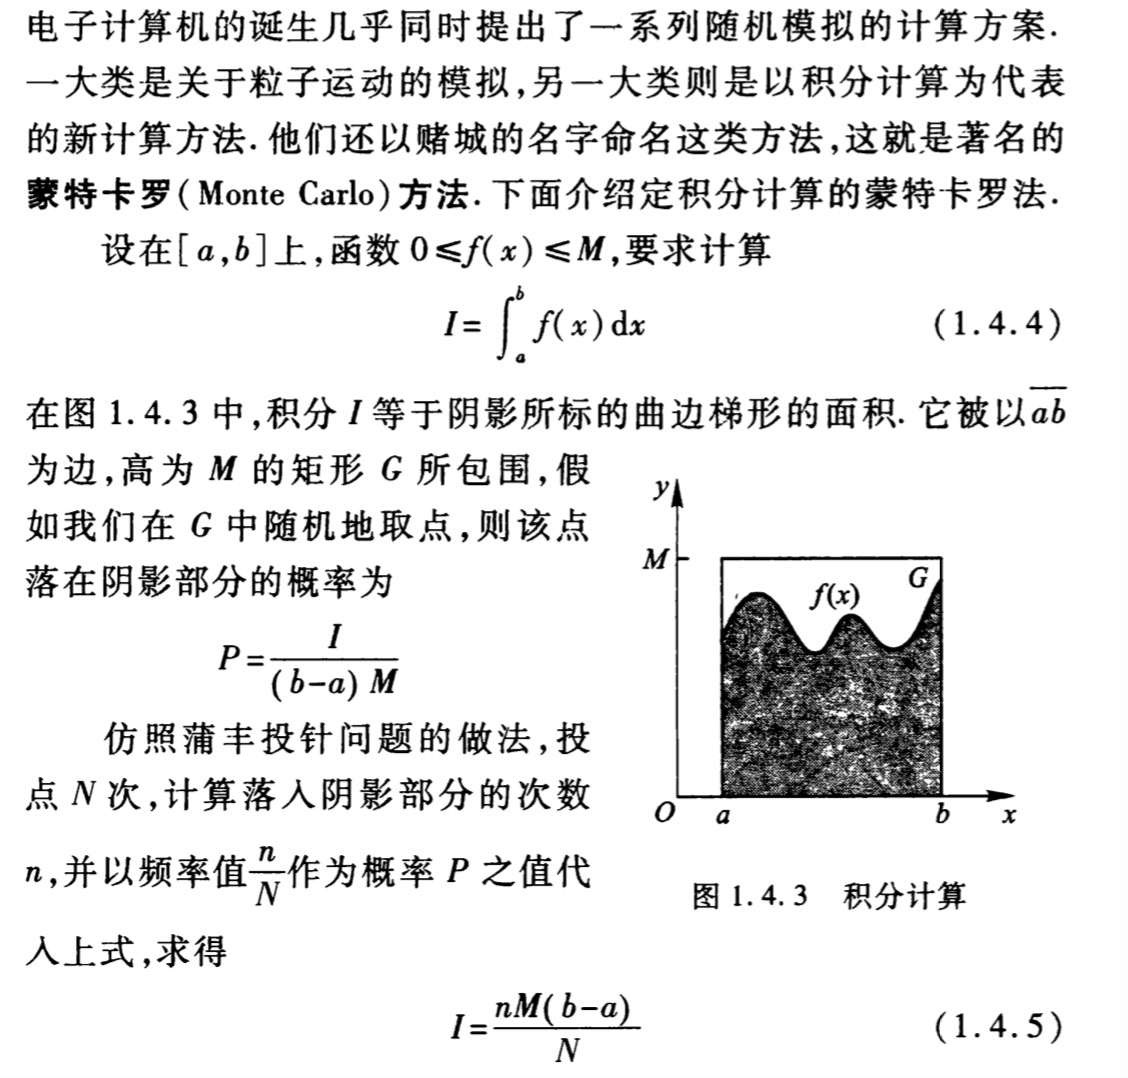 电子计算机的诞生几乎同时提出了一系列随机模拟的计算方案.
一大类是关于粒子运动的模拟,另一大类则是以积分计算为代表
的新计算方法. 他们还以赌城的名字命名这类方法,这就是著名的
蒙特卡罗(Monte Carlo)方法. 下面介绍定积分计算的蒙特卡罗法.
设在[a,b]上,函数 0≤f(x)≤M,要求计算
I=∫_a^b f(x)dx (1.4.4)
在图 1.4.3 中,积分 I 等于阴影所标的曲边梯形的面积. 它被以\overline{ab}
为边,高为 M 的矩形 G 所包围,假
如我们在 G 中随机地取点,则该点
落在阴影部分的概率为
P=\frac{I}{(b-a) M}
仿照蒲丰投针问题的做法,投
点 N 次,计算落入阴影部分的次数
n,并以频率值\frac{n}{N}作为概率 P 之值代
入上式,求得
y
M
G
f(x)
O a b x
图 1.4.3 积分计算
I=\frac{nM(b-a)}{N} (1.4.5)